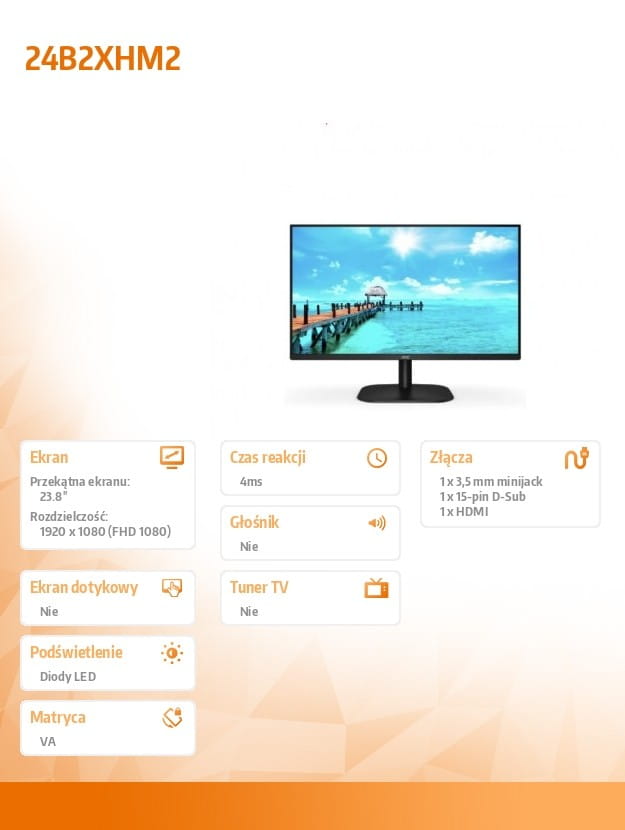 24B2XHM2
Ekran
Przekątna ekranu:
23.8"
Rozdzielczość:
1920 x 1080 (FHD 1080)
Ekran dotykowy
Nie
Podświetlenie
Diody LED
Matryca
VA
Czas reakcji
4ms
Głośnik
Nie
Tuner TV
Nie
Złącza
1 x 3,5 mm minijack
1 x 15-pin D-Sub
1 x HDMI